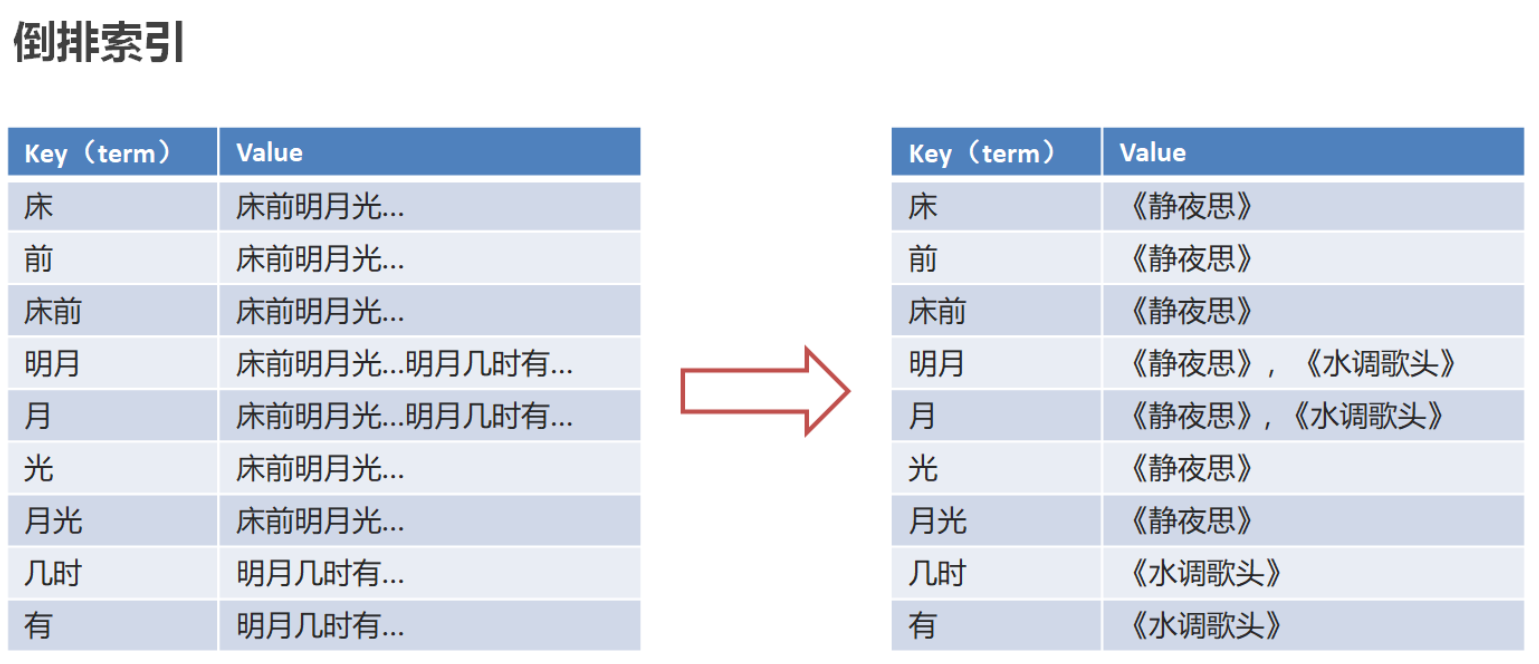 倒排索引
Key（term） Value
床 床前明月光...
前 床前明月光...
床前 床前明月光...
明月 床前明月光...明月几时有...
月 床前明月光...明月几时有...
光 床前明月光...
月光 床前明月光...
几时 明月几时有...
有 明月几时有...
Key（term） Value
床 《静夜思》
前 《静夜思》
床前 《静夜思》
明月 《静夜思》，《水调歌头》
月 《静夜思》,《水调歌头》
光 《静夜思》
月光 《静夜思》
几时 《水调歌头》
有 《水调歌头》